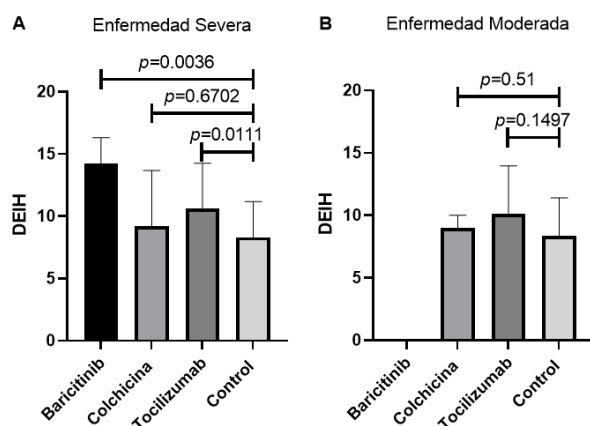 A
Enfermedad Severa
p=0.0036
p=0.6702
p=0.0111
20
15
10
5
0
DEIH
Baricitinib
Colchicina
Tocilizumab
Control
B
Enfermedad Moderada
p=0.51
p=0.1497
20
15
10
5
0
DEIH
Baricitinib
Colchicina
Tocilizumab
Control